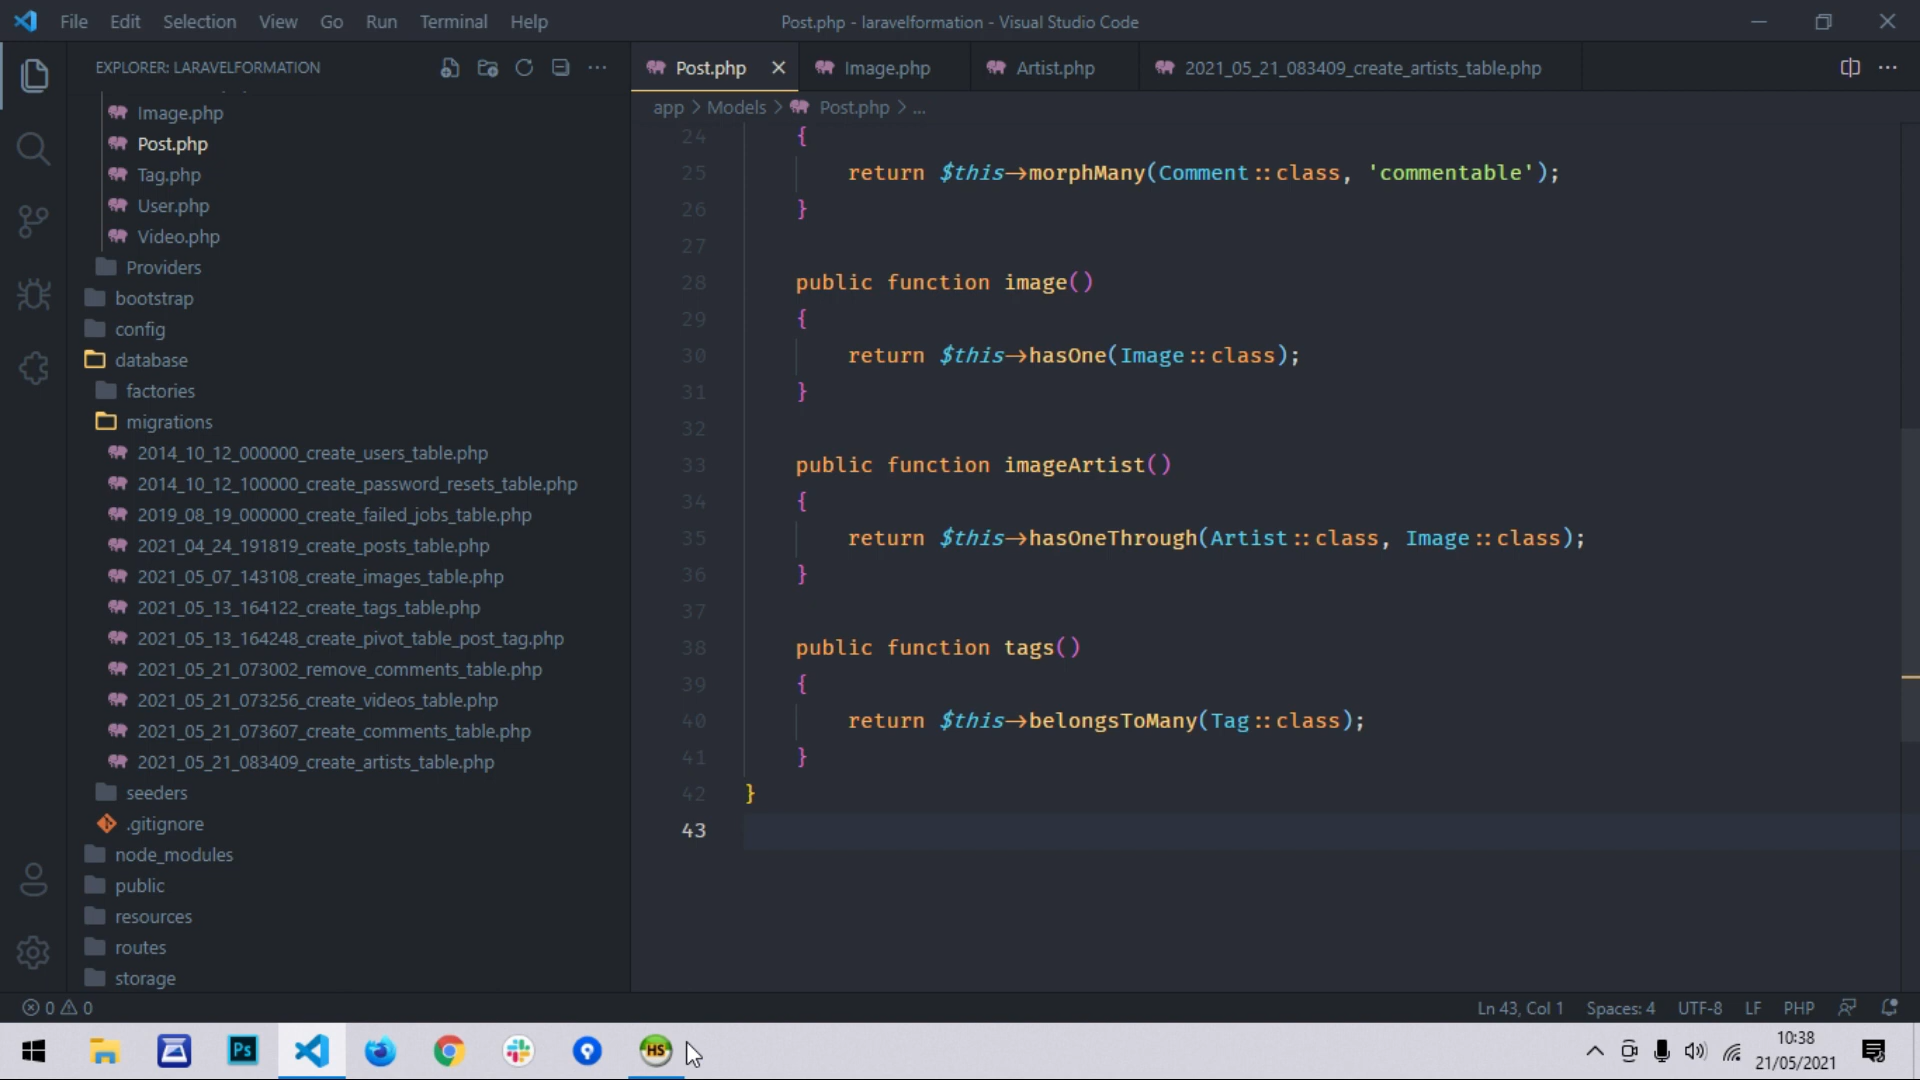 File Edit Selection View Go Run Terminal Help
Post.php - laravelformation - Visual Studio Code
EXPLORER: LARAVELFORMATION
Image.php
Post.php
Tag.php
User.php
Video.php
Providers
bootstrap
config
database
factories
migrations
2014_10_12_000000_create_users_table.php
2014_10_12_100000_create_password_resets_table.php
2019_08_19_000000_create_failed_jobs_table.php
2021_04_24_191819_create_posts_table.php
2021_05_07_143108_create_images_table.php
2021_05_13_164122_create_tags_table.php
2021_05_13_164248_create_pivot_table_post_tag.php
2021_05_21_073002_remove_comments_table.php
2021_05_21_073256_create_videos_table.php
2021_05_21_073607_create_comments_table.php
2021_05_21_083409_create_artists_table.php
seeders
.gitignore
node_modules
public
resources
routes
storage
Post.php Image.php Artist.php 2021_05_21_083409_create_artists_table.php
app > Models > Post.php > ...
24 {
25 return $this->morphMany(Comment::class, 'commentable');
26 }
27
28 public function image()
29 {
30 return $this->hasOne(Image::class);
31 }
32
33 public function imageArtist()
34 {
35 return $this->hasOneThrough(Artist::class, Image::class);
36 }
37
38 public function tags()
39 {
40 return $this->belongsToMany(Tag::class);
41 }
42 }
43
0 0
Ln 43, Col 1 Spaces: 4 UTF-8 LF PHP
Ps
HS
10:38
21/05/2021